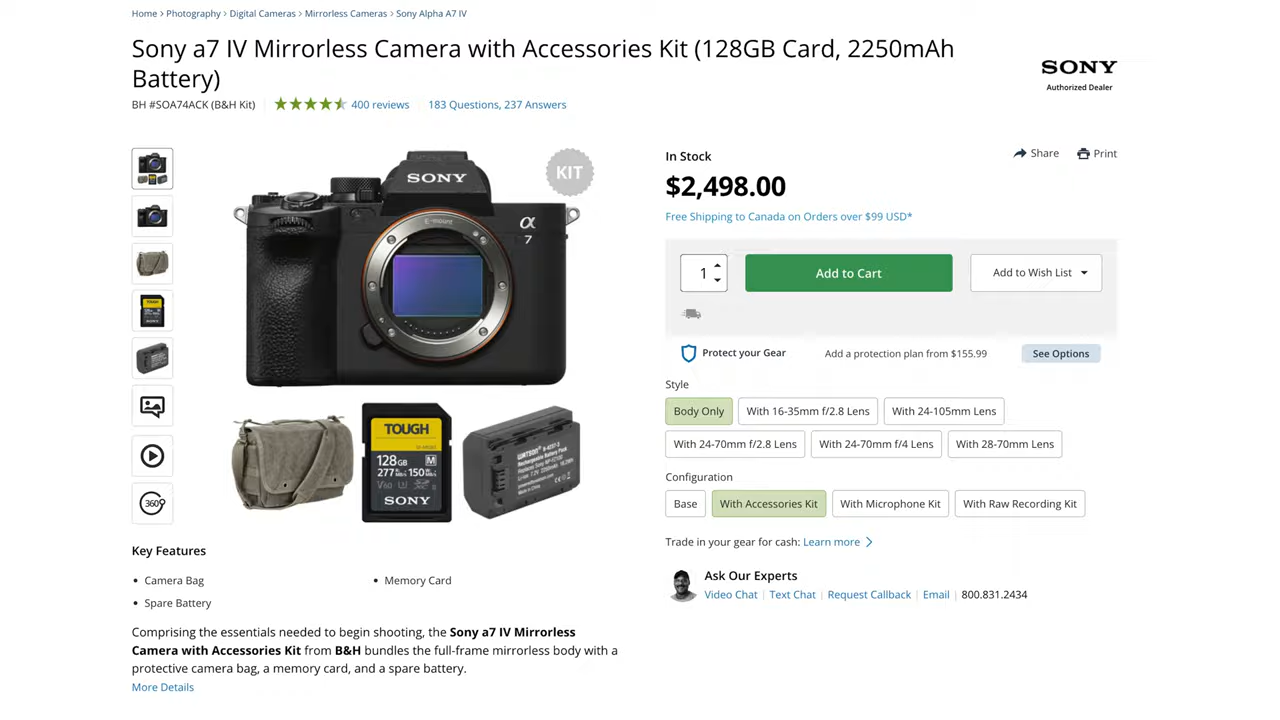 Home > Photography > Digital Cameras > Mirrorless Cameras > Sony Alpha A7 IV
Sony a7 IV Mirrorless Camera with Accessories Kit (128GB Card, 2250mAh
Battery)
SONY
Authorized Dealer
BH #SOA74ACK (B&H Kit)
400 reviews
183 Questions, 237 Answers
In Stock
Share
Print
$2,498.00
Free Shipping to Canada on Orders over $99 USD*
1
Add to Cart
Add to Wish List
Protect your Gear
Add a protection plan from $155.99
See Options
Style
Body Only
With 16-35mm f/2.8 Lens
With 24-105mm Lens
With 24-70mm f/2.8 Lens
With 24-70mm f/4 Lens
With 28-70mm Lens
Configuration
Base
With Accessories Kit
With Microphone Kit
With Raw Recording Kit
Trade in your gear for cash: Learn more >
Ask Our Experts
Video Chat | Text Chat | Request Callback | Email | 800.831.2434
KIT
SONY
E-mount
α
7
TOUGH
128GB
277MB/s 150MB/s
V60
SONY
WATSON
360º
Key Features
• Camera Bag
• Memory Card
• Spare Battery
Comprising the essentials needed to begin shooting, the Sony a7 IV Mirrorless
Camera with Accessories Kit from B&H bundles the full-frame mirrorless body with a
protective camera bag, a memory card, and a spare battery.
More Details